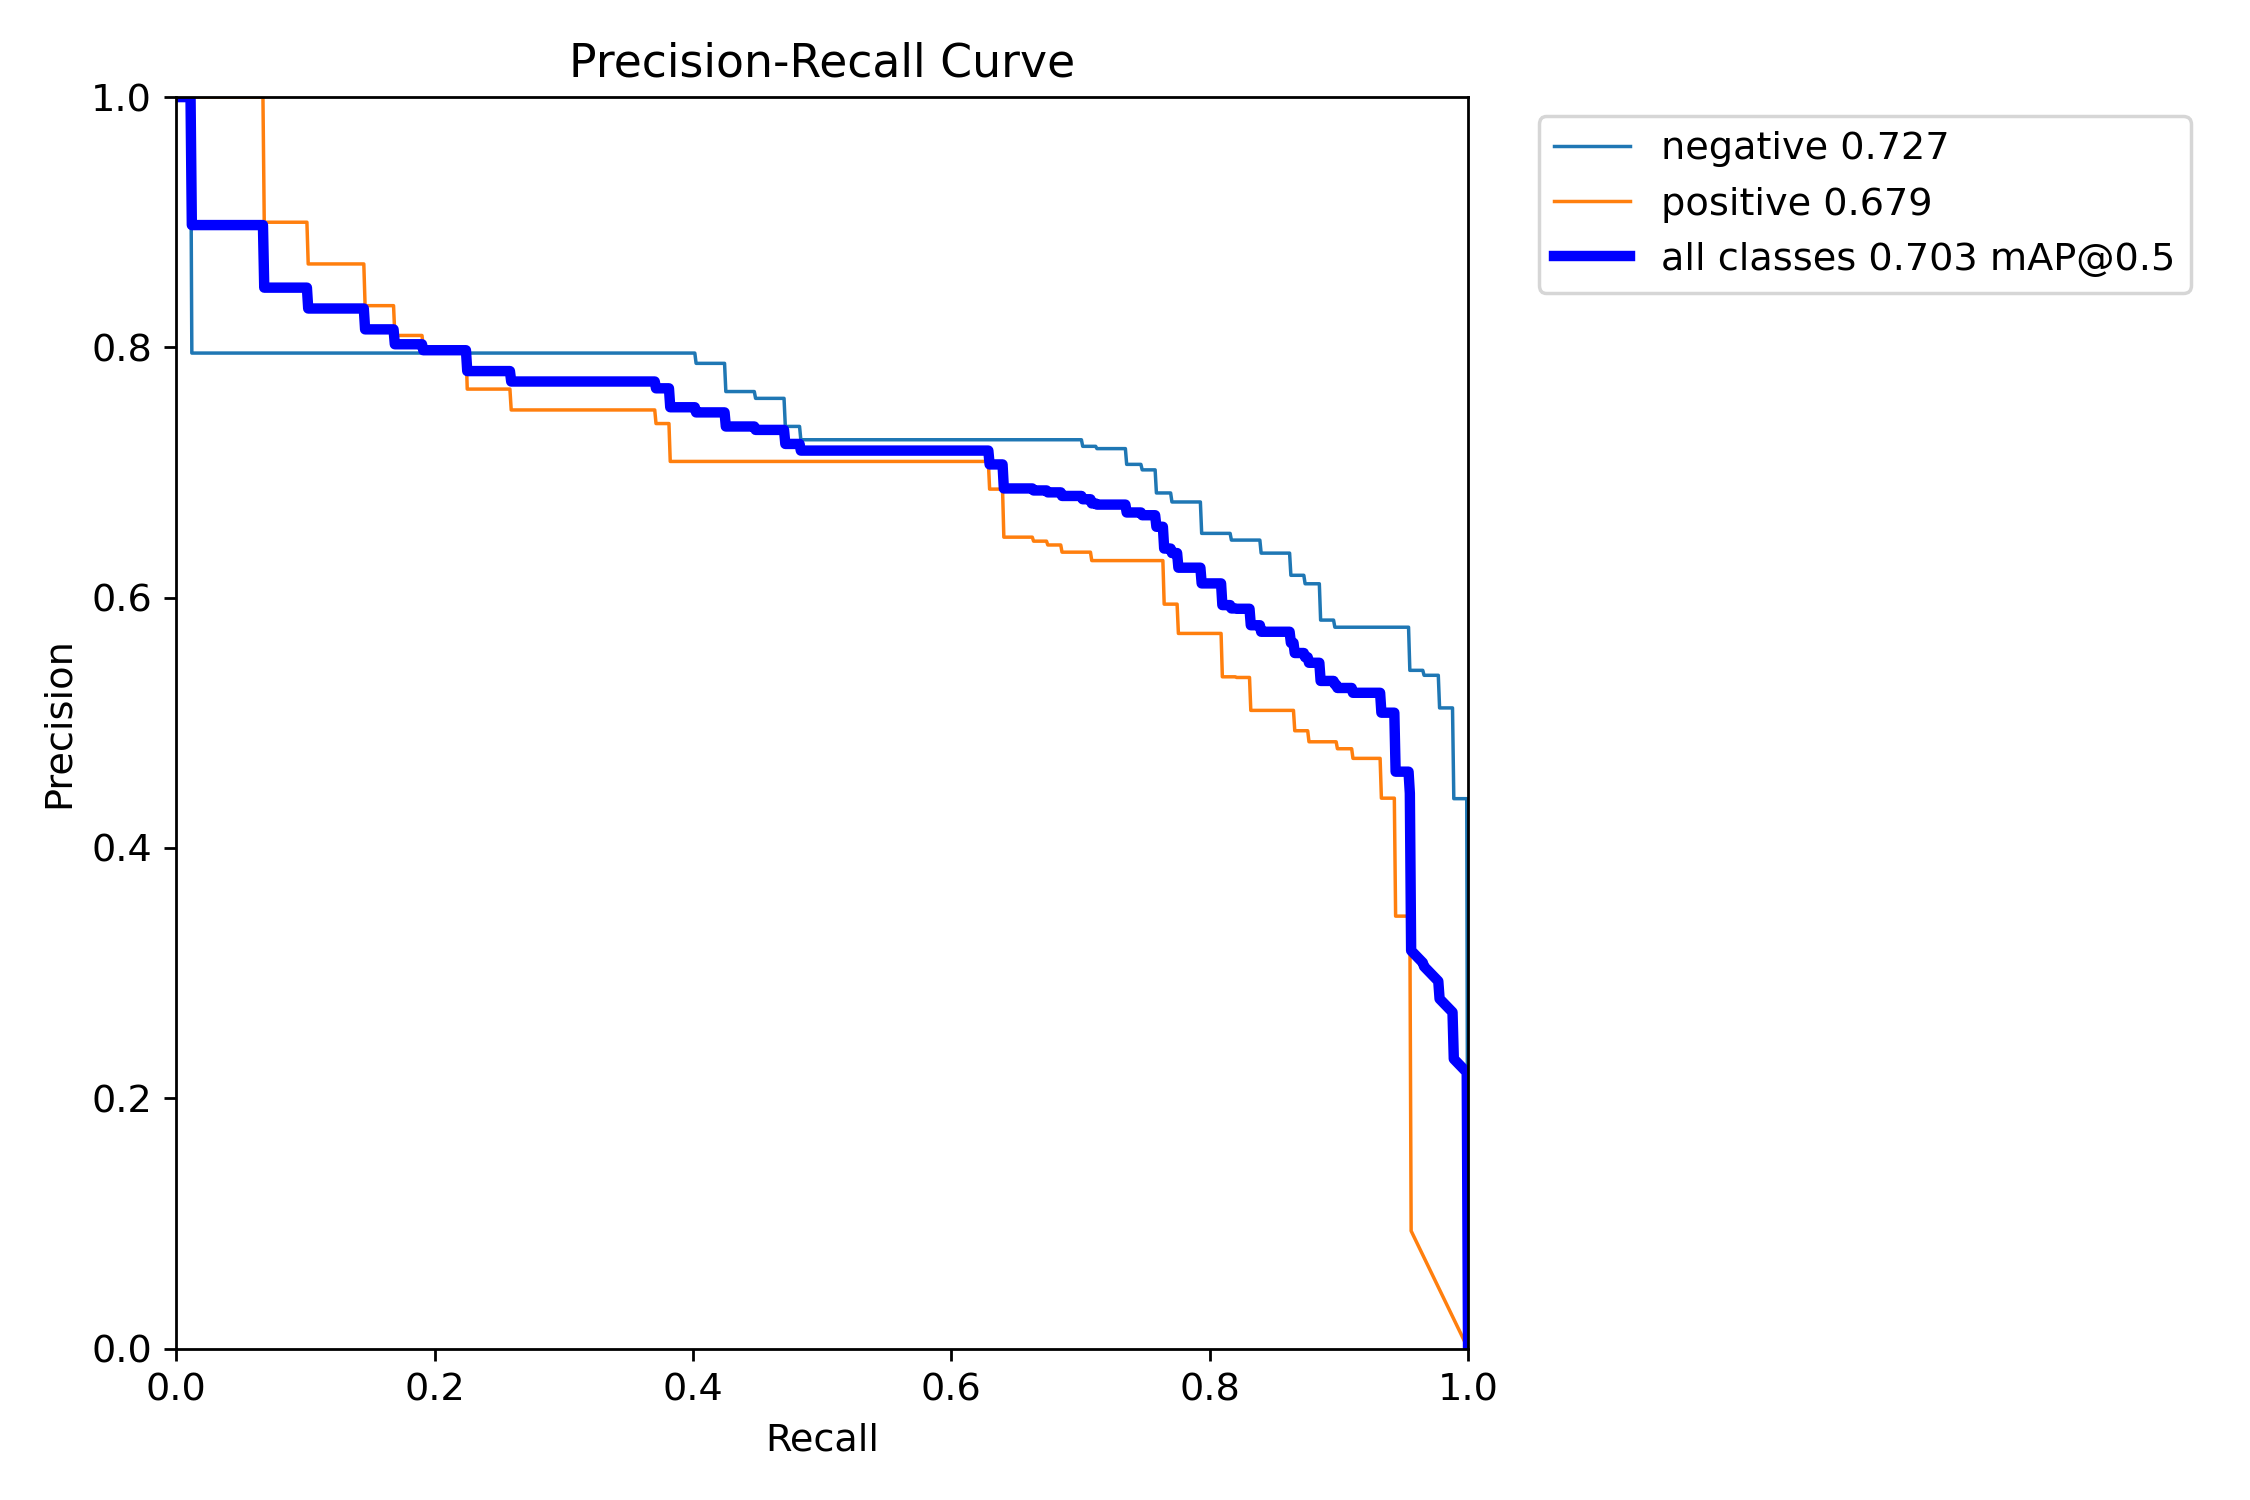 Precision-Recall Curve
1.0
0.8
0.6
0.4
0.2
0.0
Precision
0.0 0.2 0.4 0.6 0.8 1.0
Recall
negative 0.727
positive 0.679
all classes 0.703 mAP@0.5